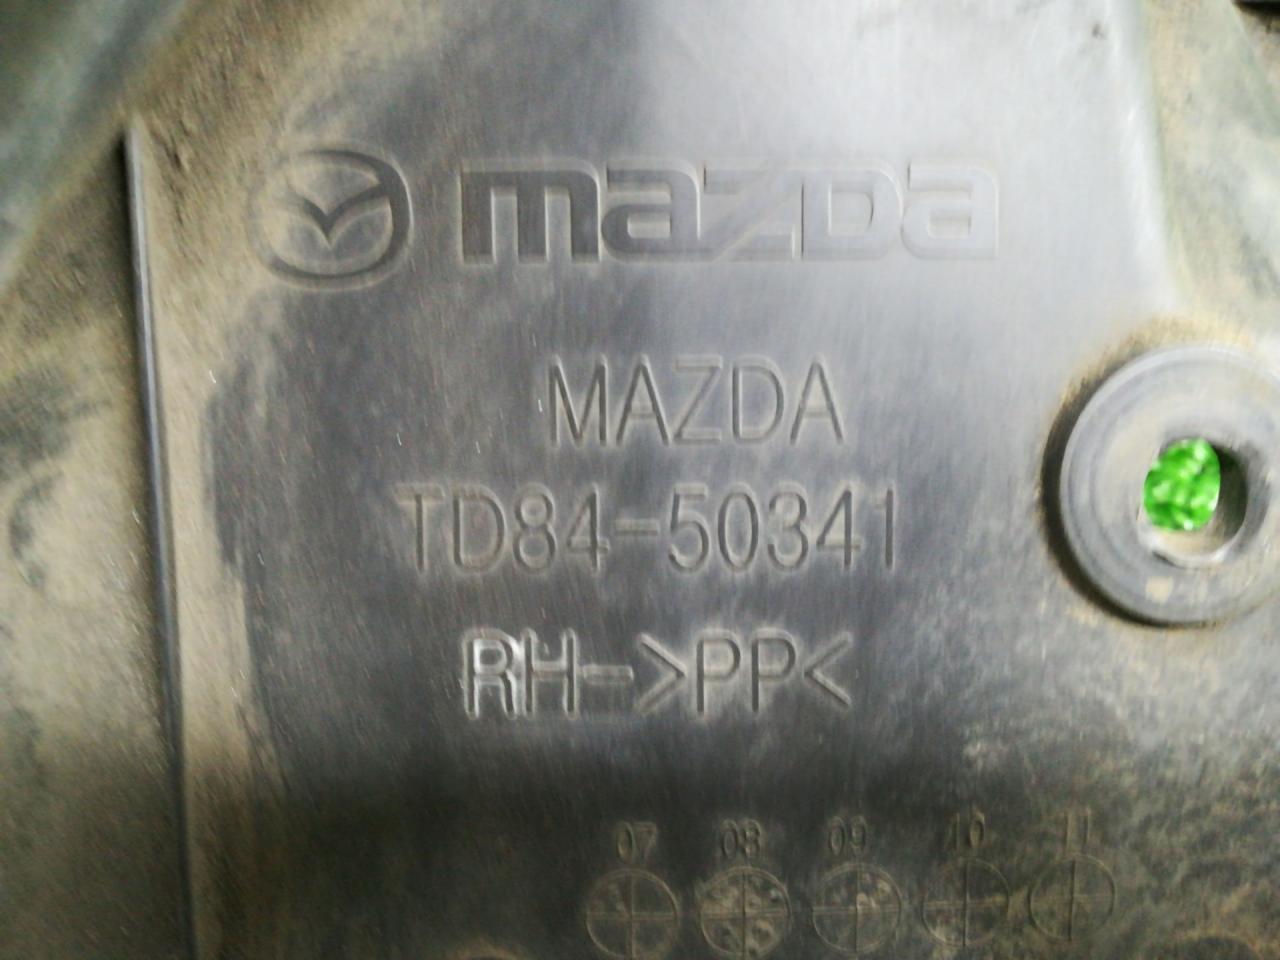 mazda
MAZDA
TD84-50341
RH->PP<
07 08 09 10 11